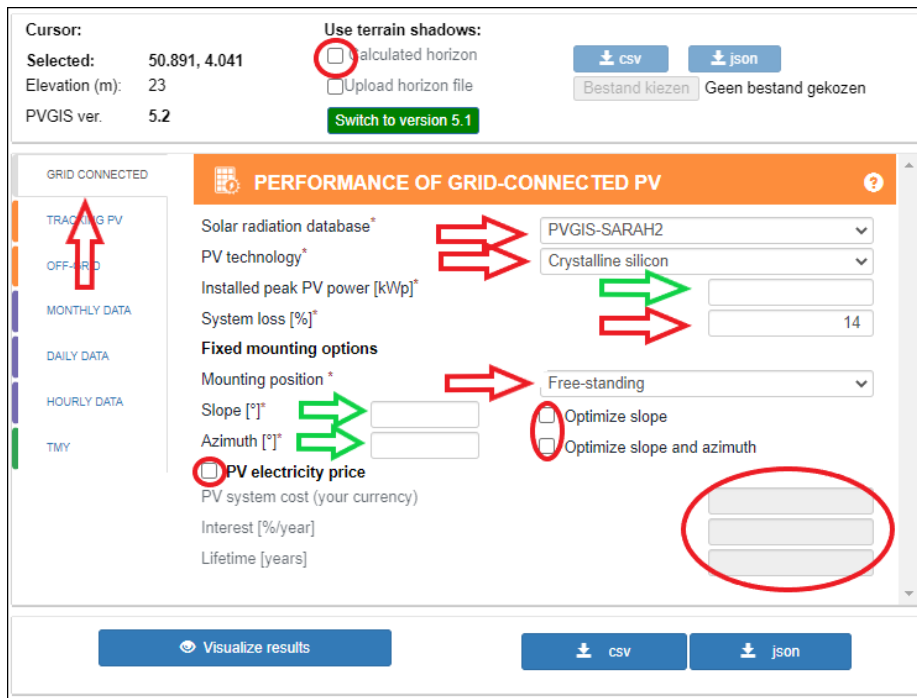 Cursor:
Use terrain shadows:
Selected: 50.891, 4.041
Calculated horizon
csv json
Elevation (m): 23
Upload horizon file
Bestand kiezen Geen bestand gekozen
PVGIS ver. 5.2
Switch to version 5.1
GRID CONNECTED
TRACKING PV
OFF-GRID
MONTHLY DATA
DAILY DATA
HOURLY DATA
TMY
PERFORMANCE OF GRID-CONNECTED PV ?
Solar radiation database* PVGIS-SARAH2
PV technology* Crystalline silicon
Installed peak PV power [kWp]*
System loss [%]* 14
Fixed mounting options
Mounting position * Free-standing
Slope [°]* Optimize slope
Azimuth [°]* Optimize slope and azimuth
PV electricity price
PV system cost (your currency)
Interest [%/year]
Lifetime [years]
Visualize results csv json